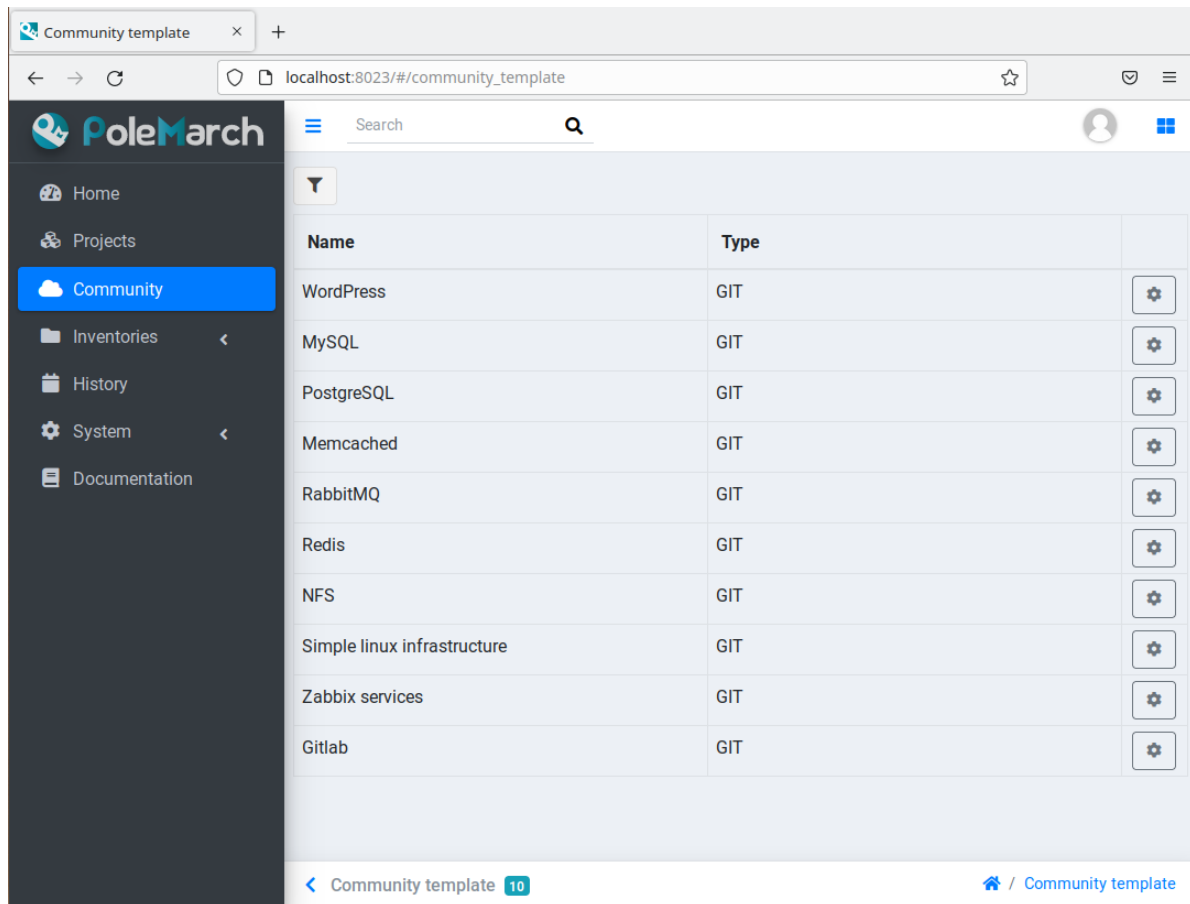 Community template
localhost:8023/#/community_template
PoleMarch
Search
Home
Projects
Community
Inventories
History
System
Documentation
Name Type
WordPress GIT
MySQL GIT
PostgreSQL GIT
Memcached GIT
RabbitMQ GIT
Redis GIT
NFS GIT
Simple linux infrastructure GIT
Zabbix services GIT
Gitlab GIT
Community template 10
/ Community template